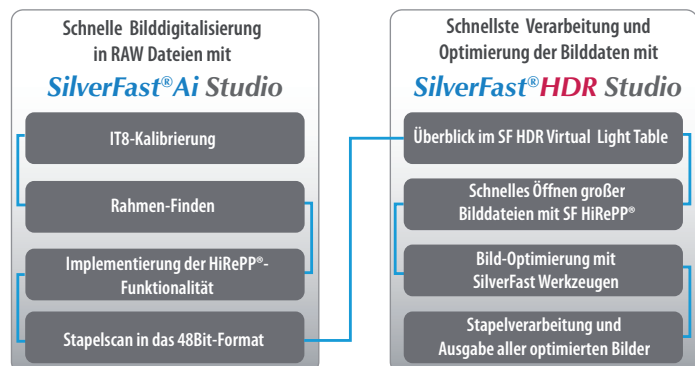 Schnelle Bilddigitalisierung
in RAW Dateien mit
SilverFast®Ai Studio
IT8-Kalibrierung
Rahmen-Finden
Implementierung der HiRePP®-
Funktionalität
Stapelscan in das 48Bit-Format
Schnellste Verarbeitung und
Optimierung der Bilddaten mit
SilverFast®HDR Studio
Überblick im SF HDR Virtual Light Table
Schnelles Öffnen großer
Bilddateien mit SF HiRePP®
Bild-Optimierung mit
SilverFast Werkzeugen
Stapelverarbeitung und
Ausgabe aller optimierten Bilder